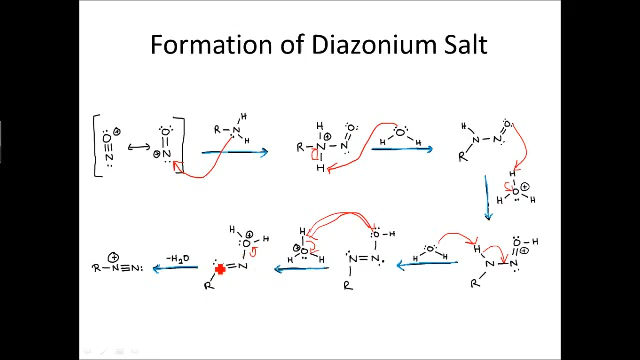 Formation of Diazonium Salt
O ⊕
N
O
⊕ N
R N H
H
H
R N ⊕ N O
H
O
H H
H
N N O
R
H
O ⊕
H H
R N ⊕ N≡N:
-H₂O
H O ⊕ H
N
R
H
⊕ O
H H
O H
N = N
R
O
H H
H
N N
R
O H
⊕